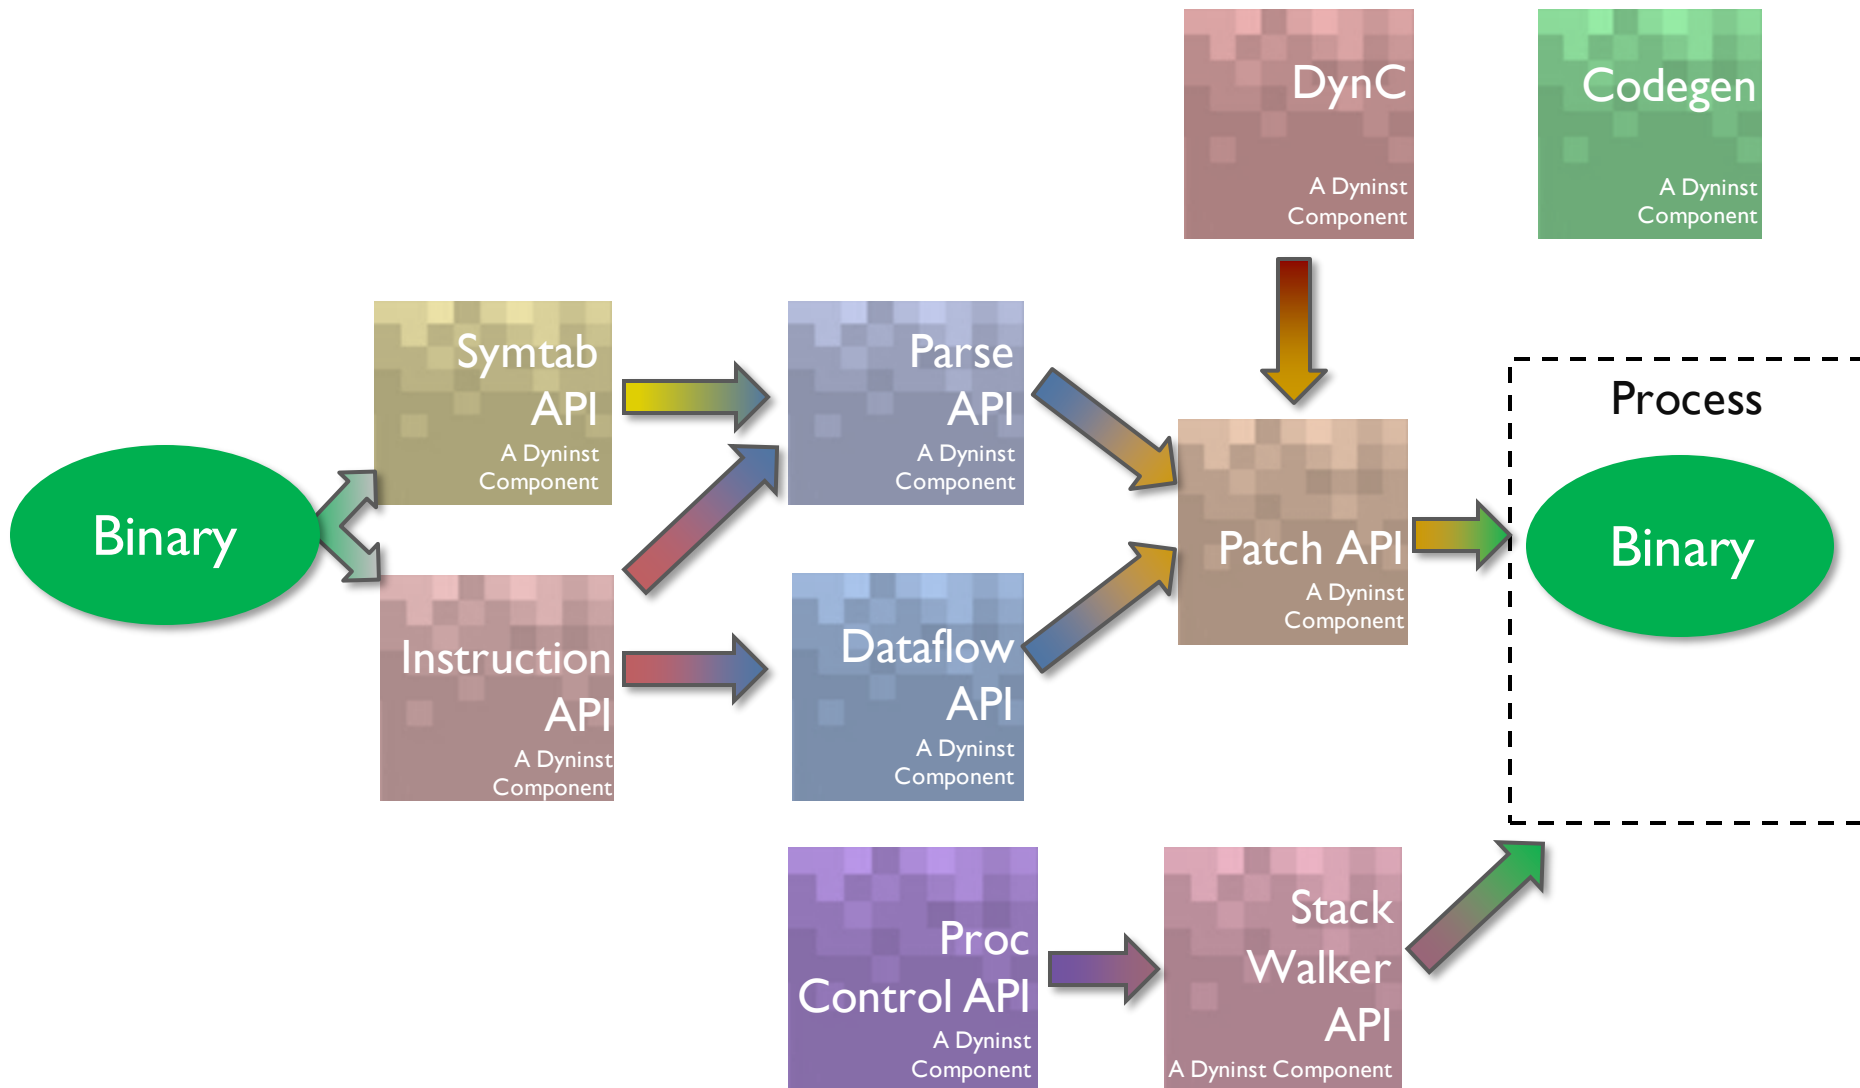 DynC
A Dyninst
Component
Codegen
A Dyninst
Component
Symtab
API
A Dyninst
Component
Parse
API
A Dyninst
Component
Process
Binary
Instruction
API
A Dyninst
Component
Dataflow
API
A Dyninst
Component
Patch API
A Dyninst
Component
Binary
Proc
Control API
A Dyninst
Component
Stack
Walker
API
A Dyninst Component